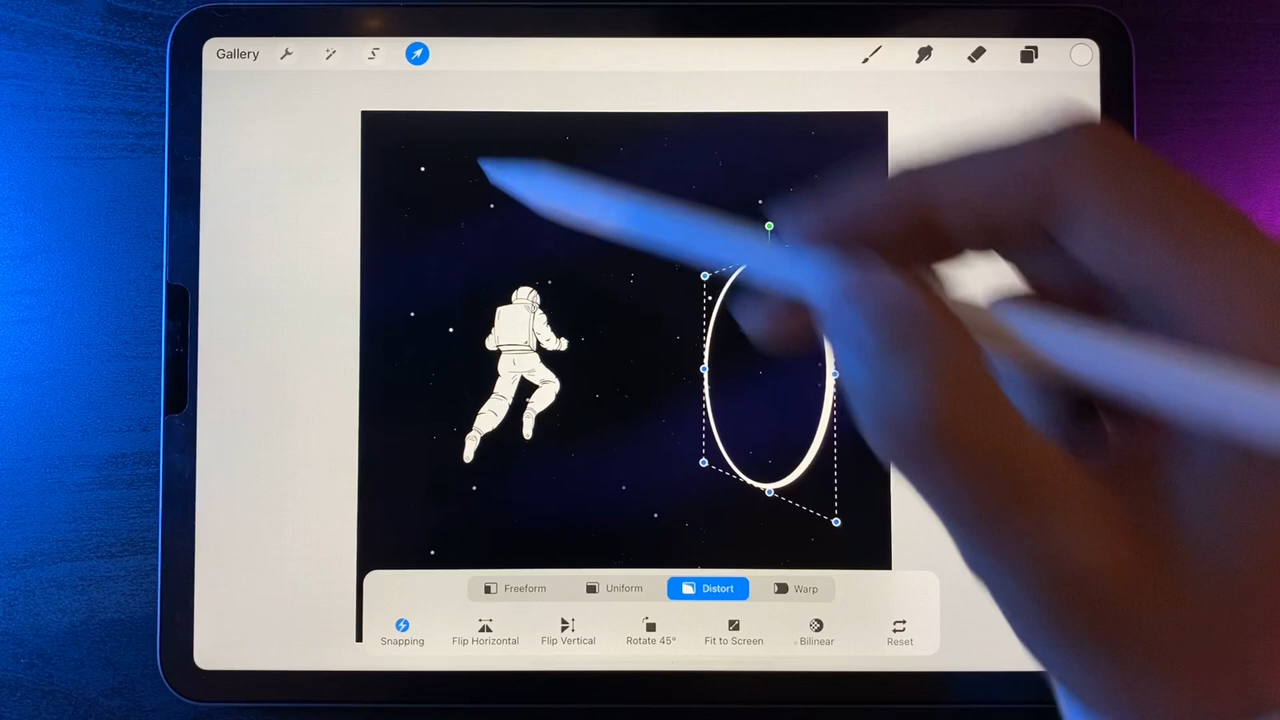 Gallery
Freeform Uniform Distort Warp
Snapping Flip Horizontal Flip Vertical Rotate 45° Fit to Screen Bilinear Reset